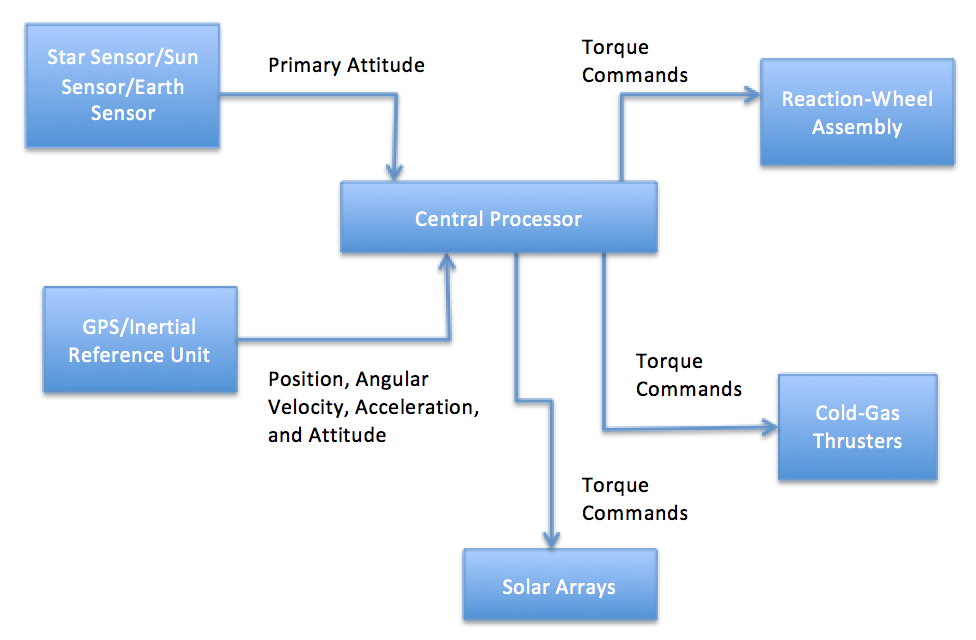 Star Sensor/Sun
Sensor/Earth
Sensor
Primary Attitude
Torque
Commands
Reaction-Wheel
Assembly
Central Processor
GPS/Inertial
Reference Unit
Position, Angular
Velocity, Acceleration,
and Attitude
Torque
Commands
Cold-Gas
Thrusters
Torque
Commands
Solar Arrays